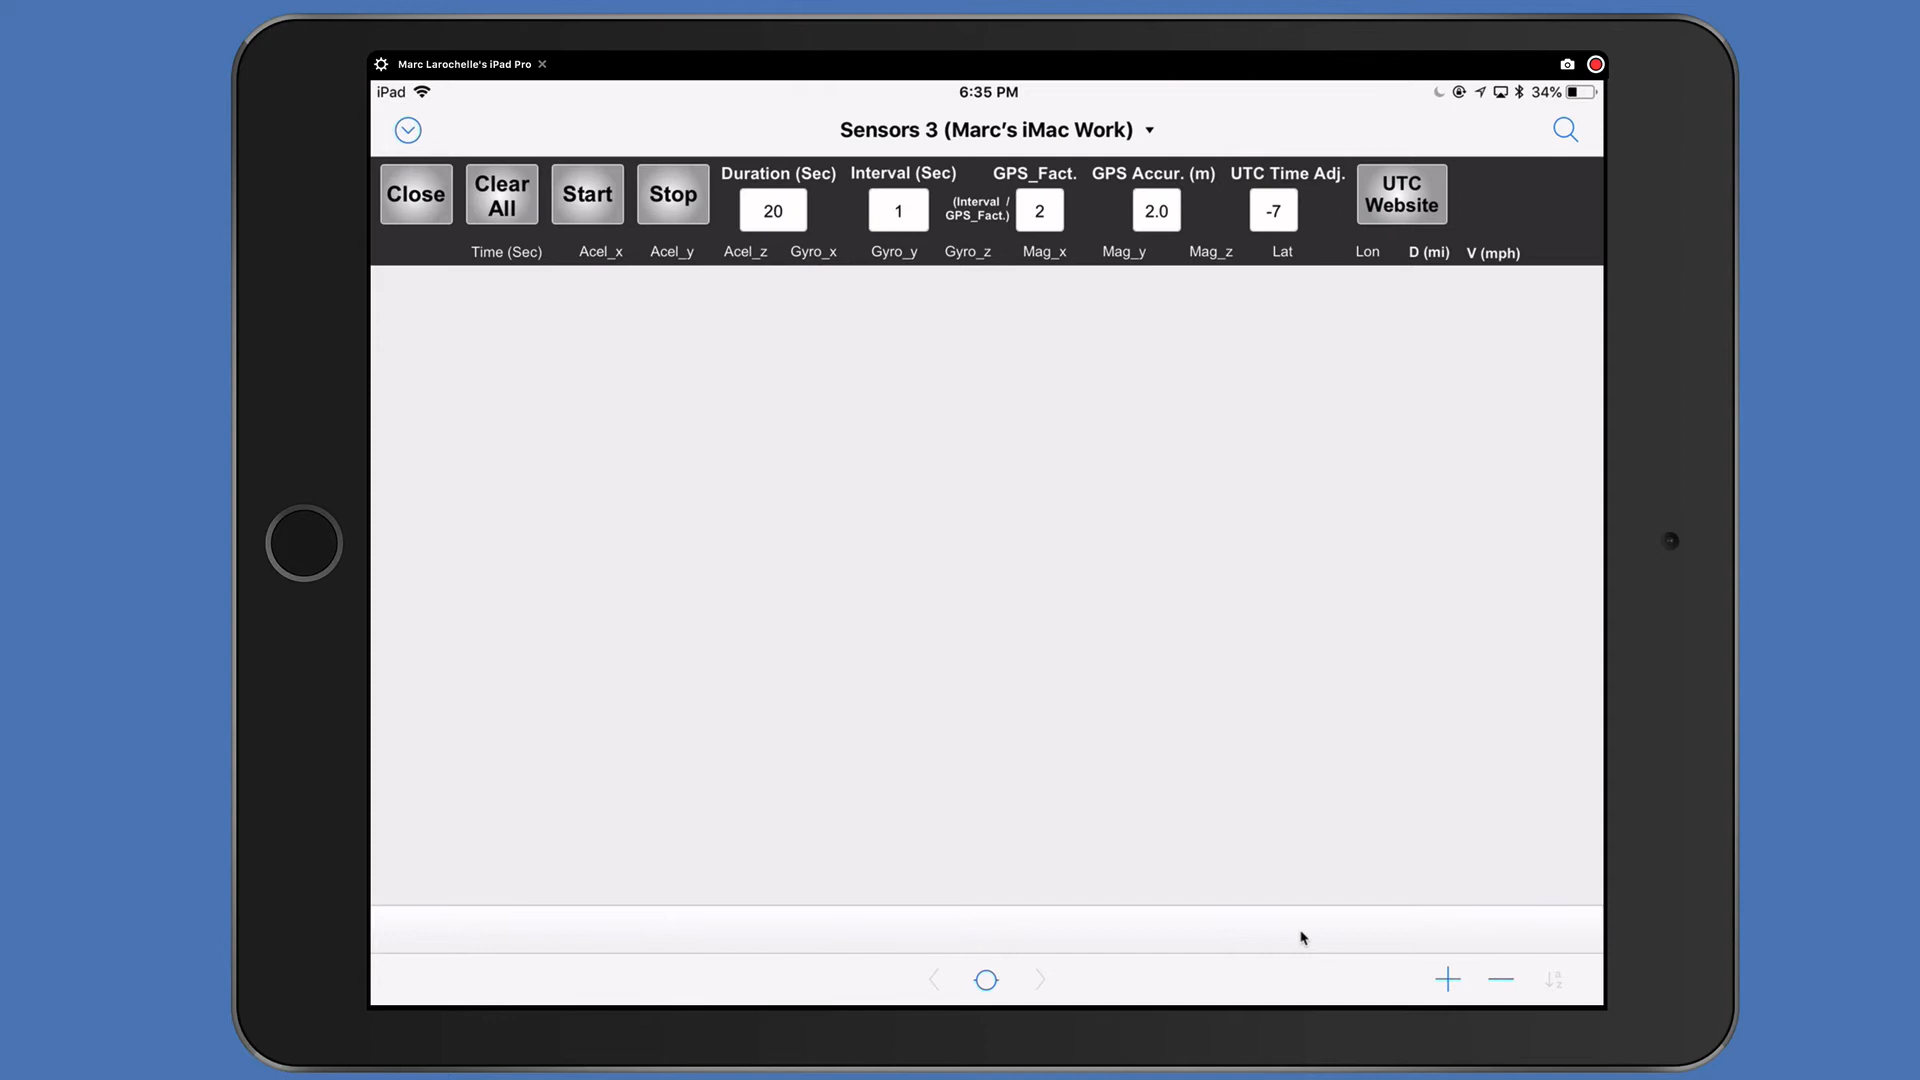 Marc Larochelle's iPad Pro
iPad 6:35 PM 34%
Sensors 3 (Marc's iMac Work)
Close Clear All Start Stop Duration (Sec) Interval (Sec) GPS_Fact. GPS Accur. (m) UTC Time Adj. UTC Website
20 1 (Interval / GPS_Fact.) 2 2.0 -7
Time (Sec) Acel_x Acel_y Acel_z Gyro_x Gyro_y Gyro_z Mag_x Mag_y Mag_z Lat Lon D (mi) V (mph)
a
z